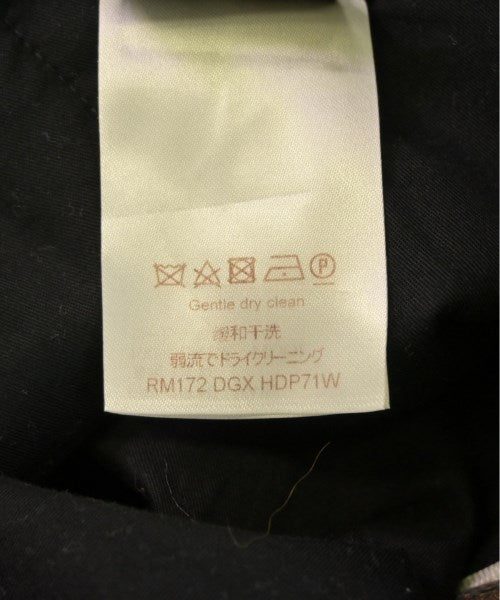 P
Gentle dry clean
缓和干洗
弱流でドライクリーニング
RM172 DGX HDP71W